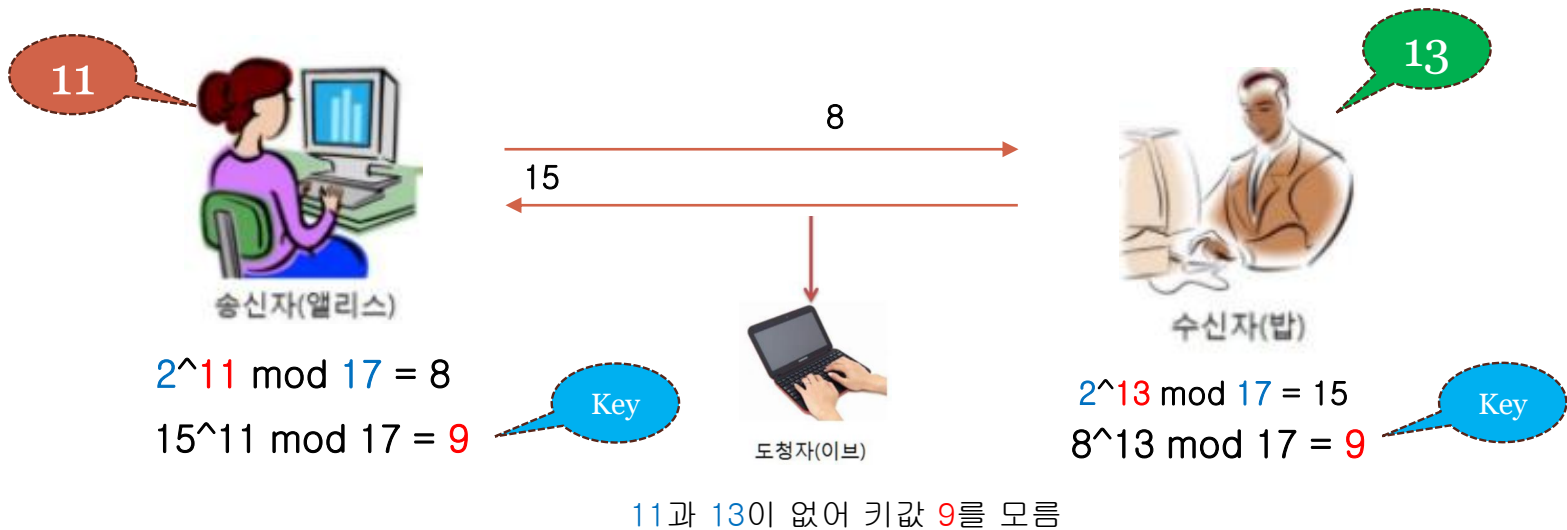 11
13
8
15
송신자(앨리스)
수신자(밥)
2^11 mod 17 = 8
15^11 mod 17 = 9
Key
도청자(이브)
2^13 mod 17 = 15
8^13 mod 17 = 9
Key
11과 13이 없어 키값 9를 모름